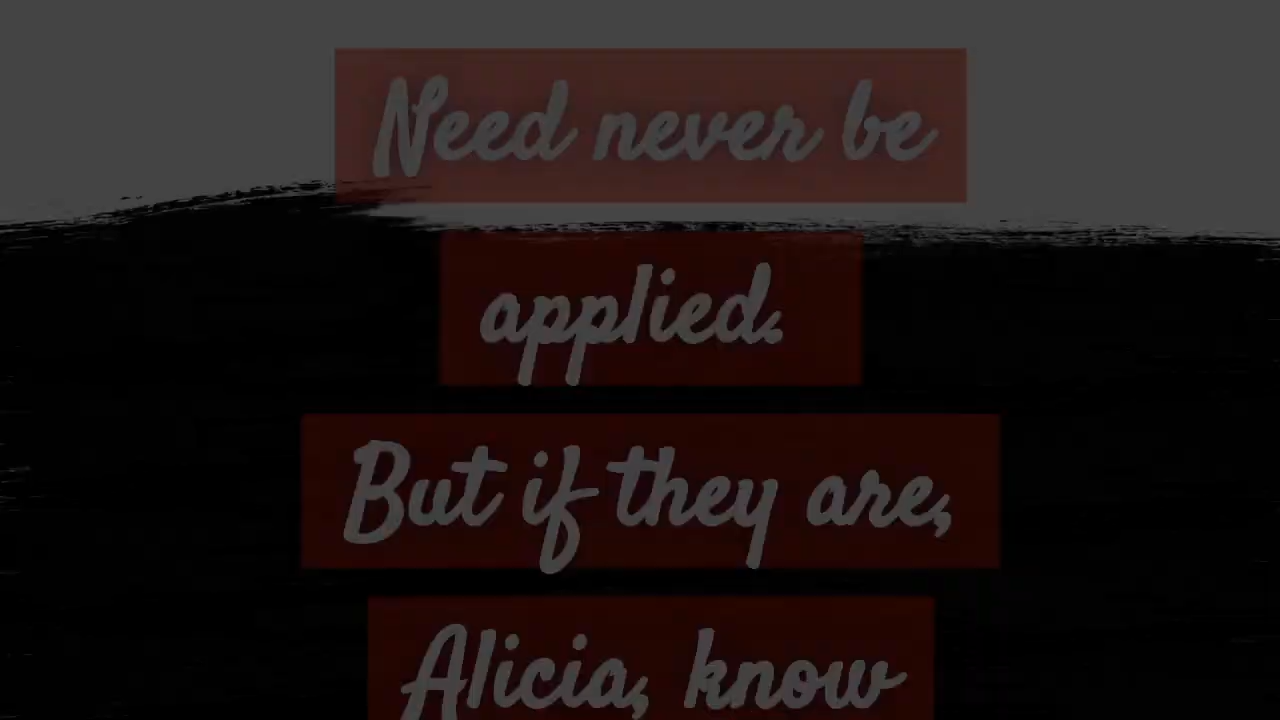 Need never be
applied.
But if they are,
Alicia, know